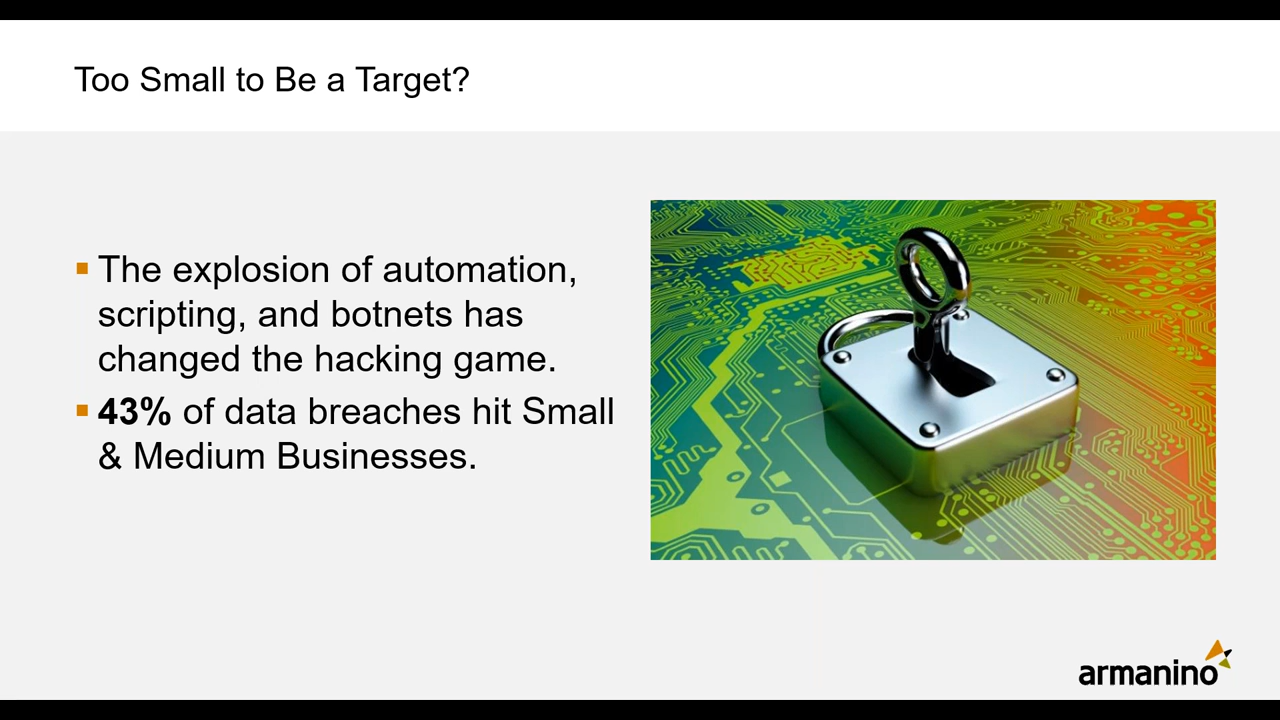 Too Small to Be a Target?
The explosion of automation,
scripting, and botnets has
changed the hacking game.
43% of data breaches hit Small
& Medium Businesses.
armanino